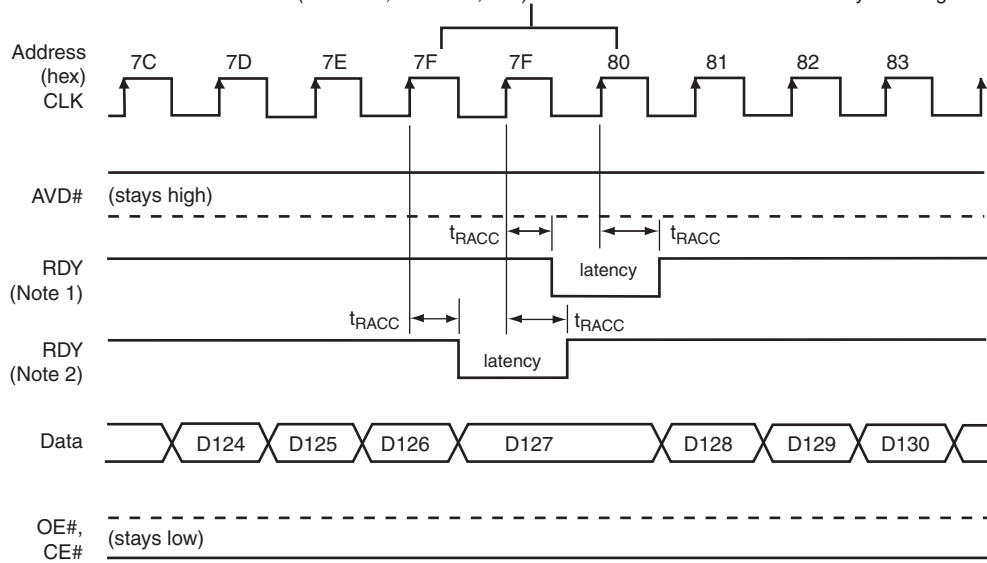 Address
(hex)
CLK
7C 7D 7E 7F 7F 80 81 82 83
AVD# (stays high)
tRACC tRACC
RDY
(Note 1)
latency
tRACC tRACC
RDY
(Note 2)
latency
Data D124 D125 D126 D127 D128 D129 D130
OE#,
CE#
(stays low)